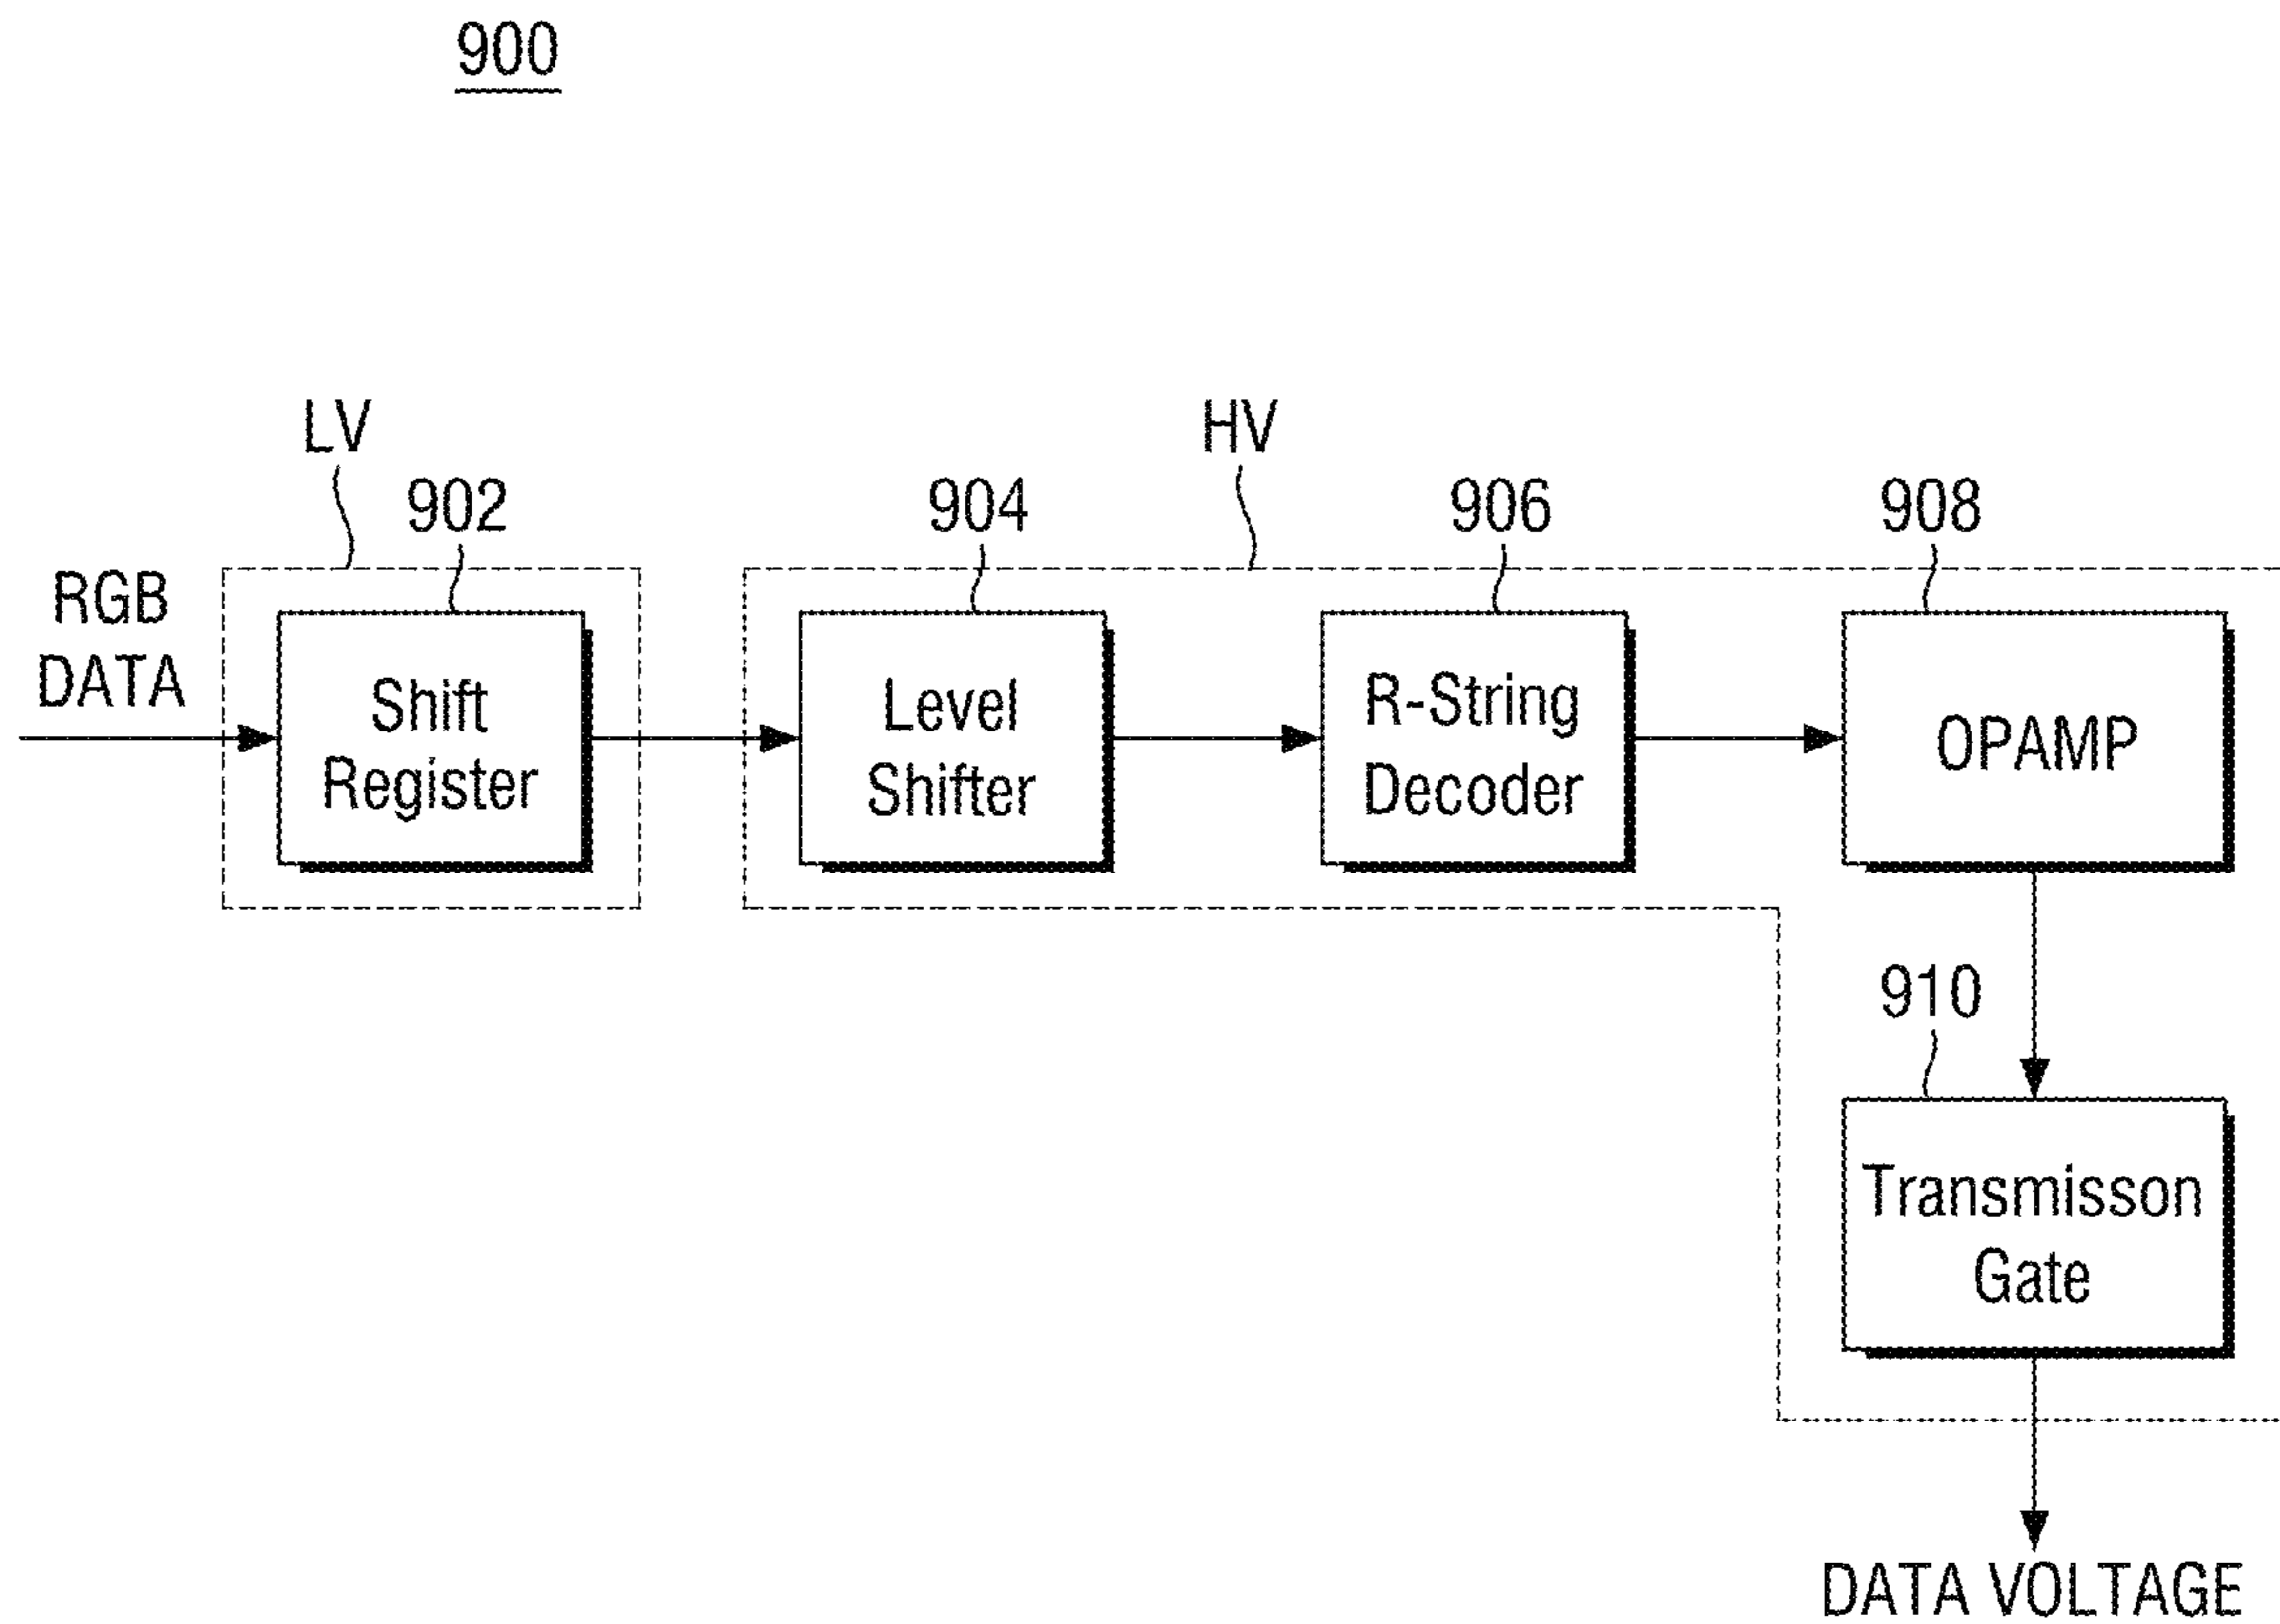 900
LV
HV
902
904
906
908
RGB
DATA
Shift
Register
Level
Shifter
R-String
Decoder
OPAMP
910
Transmisson
Gate
DATA VOLTAGE